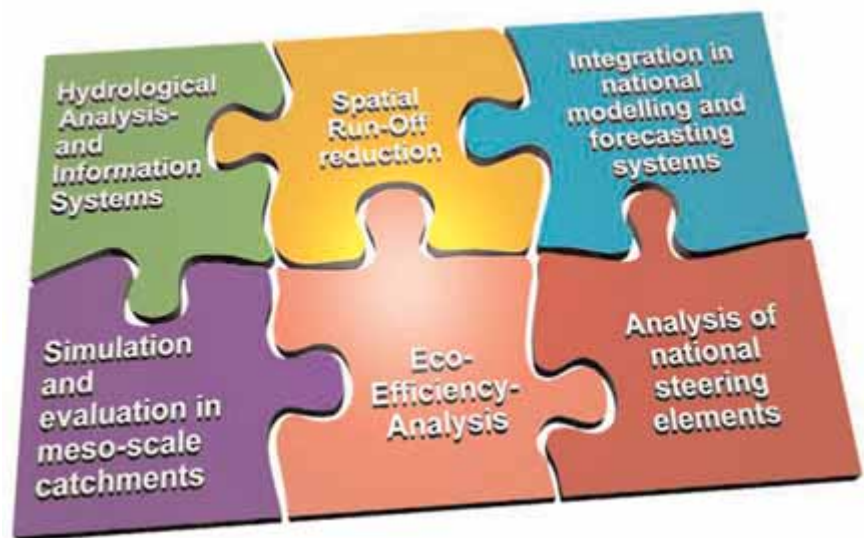 Hydrological
Analysis-
and
Information
Systems
Spatial
Run-Off
reduction
Integration in
national
modelling and
forecasting
systems
Simulation
and
evaluation in
meso-scale
catchments
Eco-
Efficiency-
Analysis
Analysis of
national
steering
elements